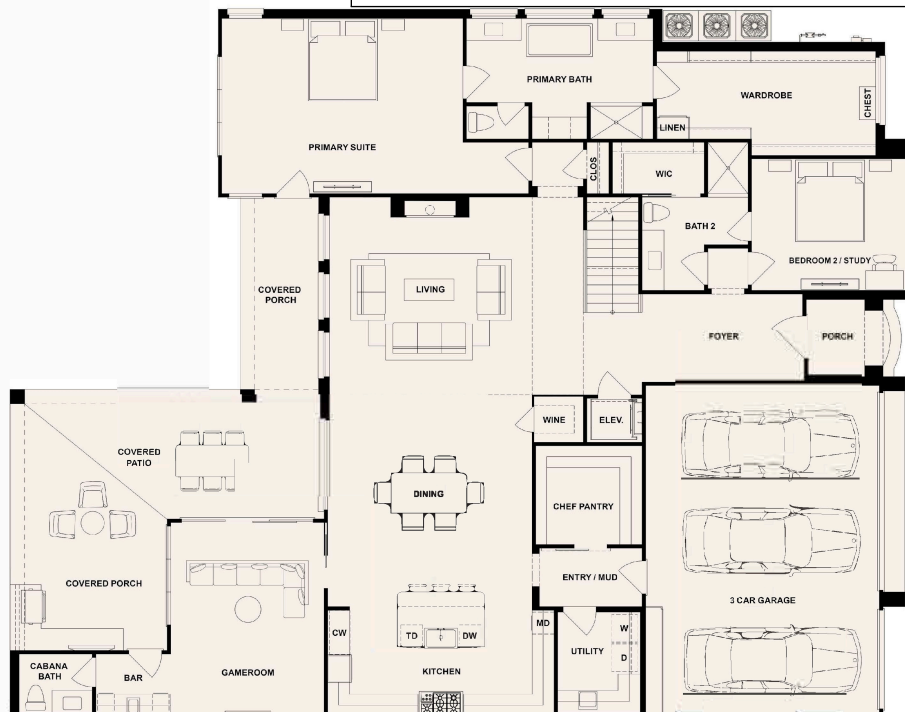 PRIMARY BATH
WARDROBE
CHEST
LINEN
PRIMARY SUITE
CLOS
WIC
BATH 2
BEDROOM 2 / STUDY
LIVING
COVERED
PORCH
FOYER
PORCH
WINE
ELEV.
COVERED
PATIO
DINING
CHEF PANTRY
COVERED PORCH
ENTRY / MUD
3 CAR GARAGE
CW
TD
DW
MD
UTILITY
W
D
CABANA
BATH
BAR
GAMEROOM
KITCHEN